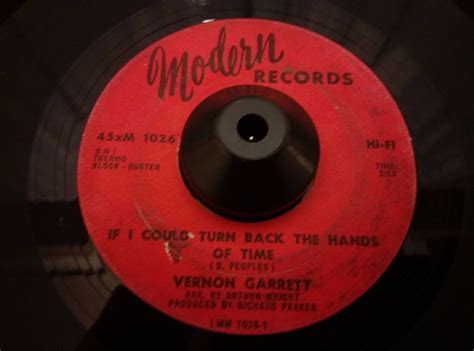 Modern
RECORDS
45xM 1026
HI-FI
BMI
THERMO
BLOCK-BUSTER
TIME:
IF I COULD TURN BACK THE HANDS
OF TIME
(D. PEOPLES)
VERNON GARRETT
ARR. BY ARTHUR WRIGHT
PRODUCED BY RICHARD PARKER